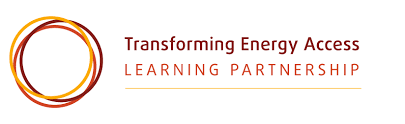 Transforming Energy Access
LEARNING PARTNERSHIP